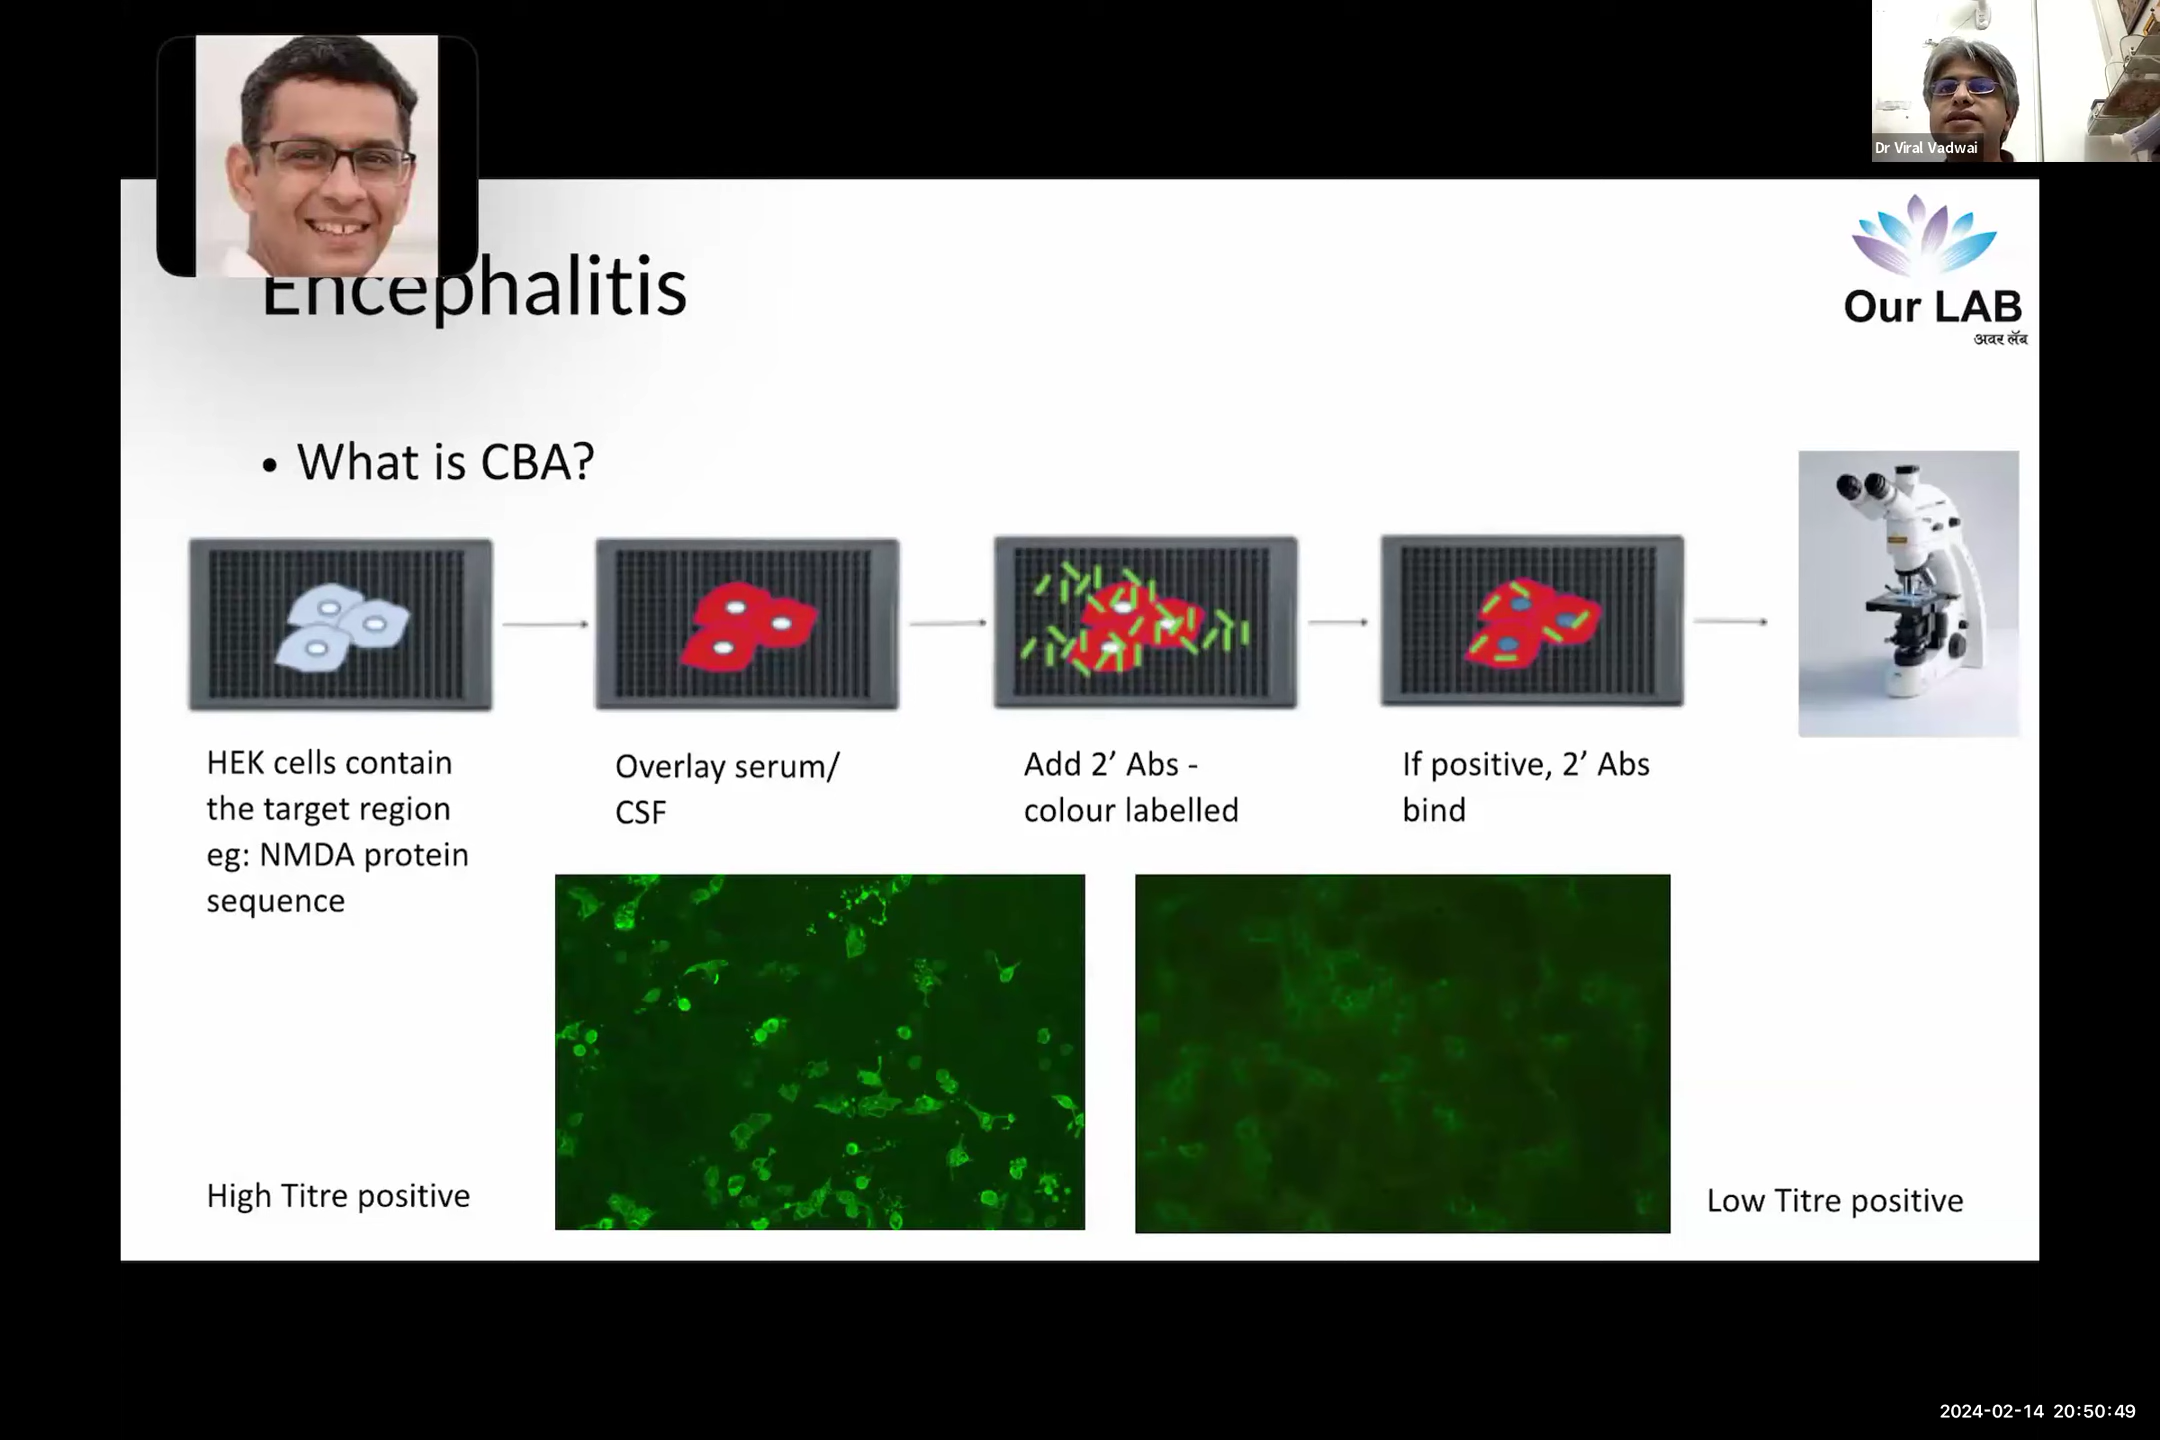 Dr Viral Vadwai
Encephalitis
Our LAB
अवर लॅब
• What is CBA?
HEK cells contain
the target region
eg: NMDA protein
sequence
Overlay serum/
CSF
Add 2’ Abs -
colour labelled
If positive, 2’ Abs
bind
High Titre positive
Low Titre positive
2024-02-14 20:50:49